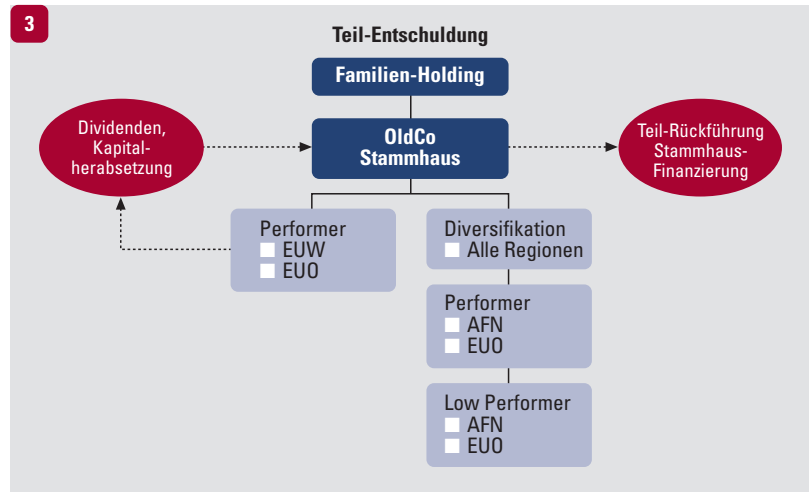 3
Teil-Entschuldung
Familien-Holding
Dividenden,
Kapital-
herabsetzung
OldCo
Stammhaus
Teil-Rückführung
Stammhaus-
Finanzierung
Performer
EUW
EUO
Diversifikation
Alle Regionen
Performer
AFN
EUO
Low Performer
AFN
EUO